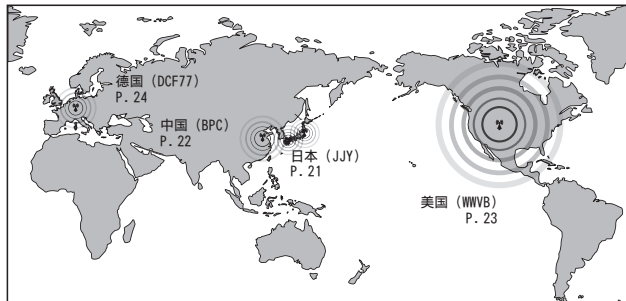 德国（DCF77）
P.24
中国（BPC）
P.22
日本（JJY）
P.21
美国（WWVB）
P.23